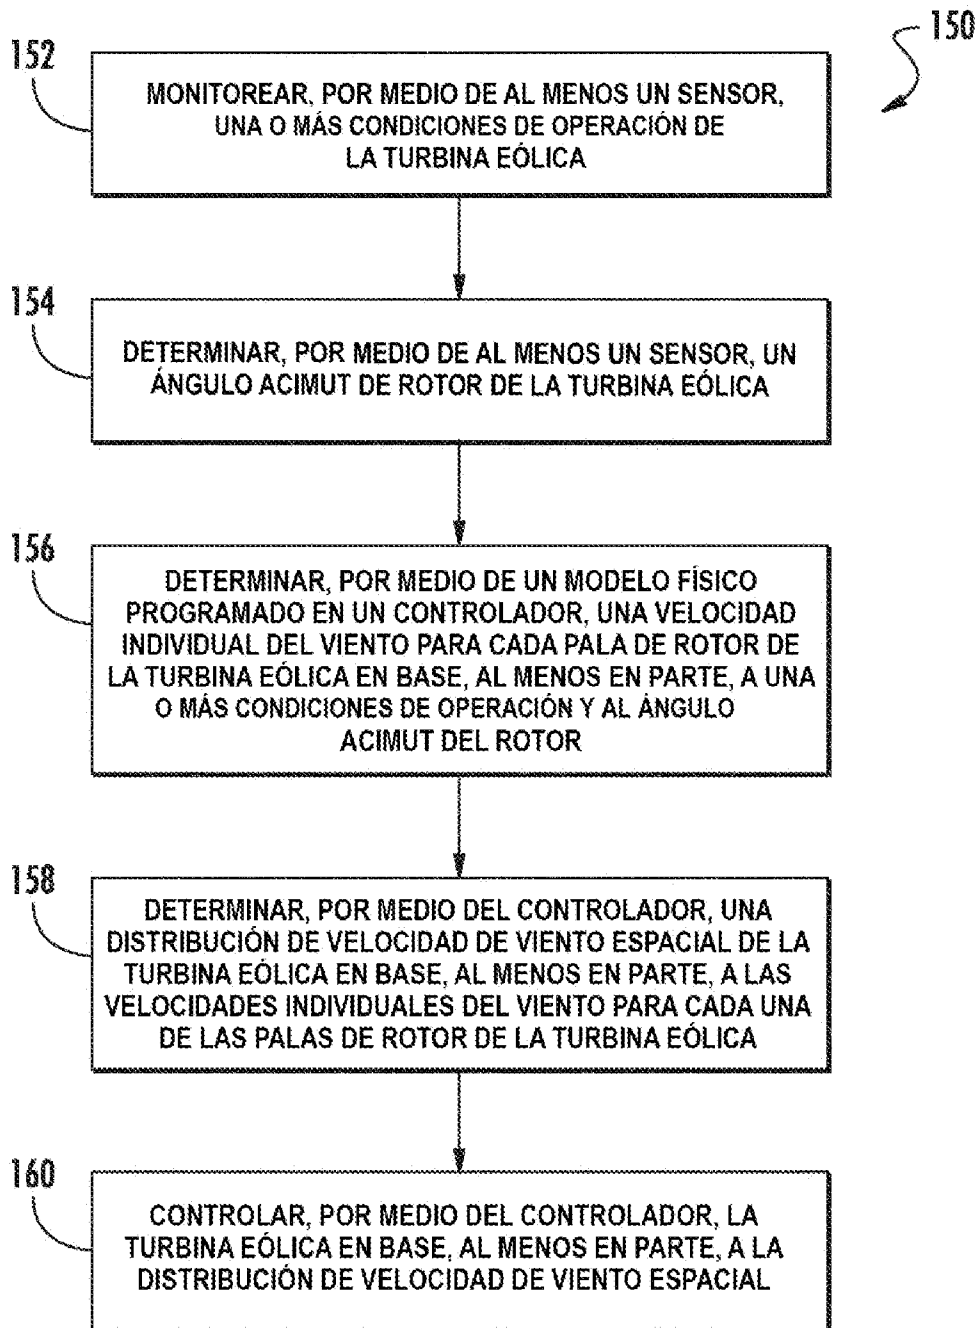 150
152
MONITOREAR, POR MEDIO DE AL MENOS UN SENSOR,
UNA O MÁS CONDICIONES DE OPERACIÓN DE
LA TURBINA EÓLICA
154
DETERMINAR, POR MEDIO DE AL MENOS UN SENSOR, UN
ÁNGULO ACIMUT DE ROTOR DE LA TURBINA EÓLICA
156
DETERMINAR, POR MEDIO DE UN MODELO FÍSICO
PROGRAMADO EN UN CONTROLADOR, UNA VELOCIDAD
INDIVIDUAL DEL VIENTO PARA CADA PALA DE ROTOR DE
LA TURBINA EÓLICA EN BASE, AL MENOS EN PARTE, A UNA
O MÁS CONDICIONES DE OPERACIÓN Y AL ÁNGULO
ACIMUT DEL ROTOR
158
DETERMINAR, POR MEDIO DEL CONTROLADOR, UNA
DISTRIBUCIÓN DE VELOCIDAD DE VIENTO ESPACIAL DE LA
TURBINA EÓLICA EN BASE, AL MENOS EN PARTE, A LAS
VELOCIDADES INDIVIDUALES DEL VIENTO PARA CADA UNA
DE LAS PALAS DE ROTOR DE LA TURBINA EÓLICA
160
CONTROLAR, POR MEDIO DEL CONTROLADOR, LA
TURBINA EÓLICA EN BASE, AL MENOS EN PARTE, A LA
DISTRIBUCIÓN DE VELOCIDAD DE VIENTO ESPACIAL